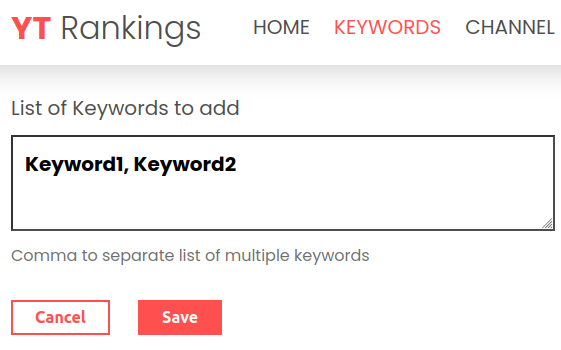 YT Rankings HOME KEYWORDS CHANNEL
List of Keywords to add
Keyword1, Keyword2
Comma to separate list of multiple keywords
Cancel Save